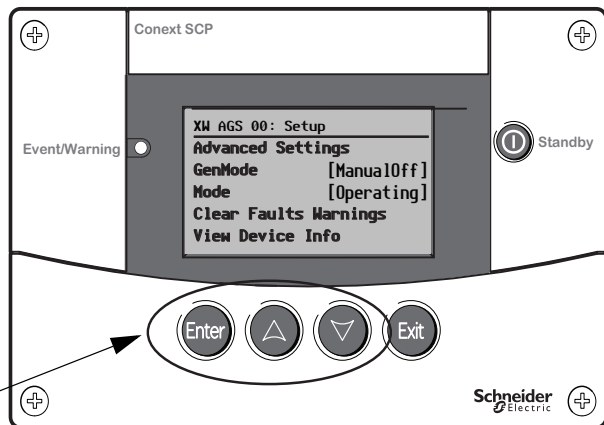 Conext SCP
XW AGS 00: Setup
Advanced Settings
GenMode [ManualOff]
Mode [Operating]
Clear Faults Warnings
View Device Info
Event/Warning
Standby
Enter
Exit
Schneider
Electric